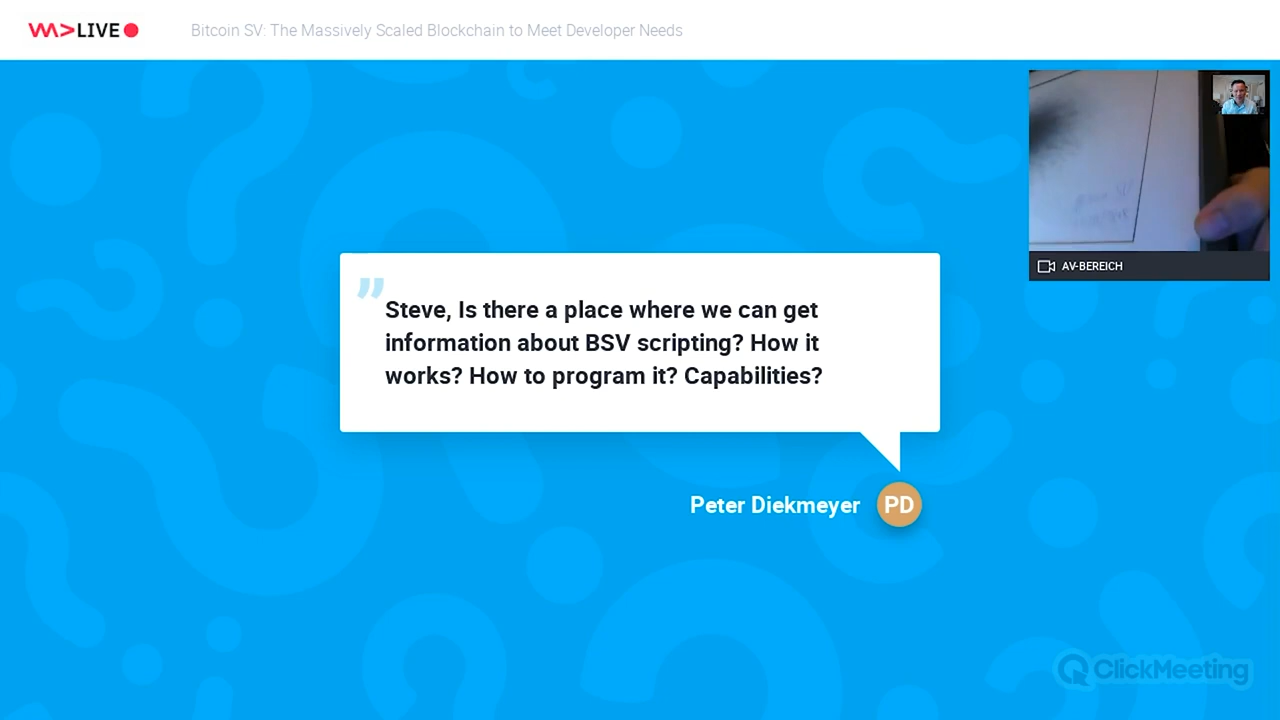 WA>LIVE
Bitcoin SV: The Massively Scaled Blockchain to Meet Developer Needs
AV-BEREICH
Steve, Is there a place where we can get
information about BSV scripting? How it
works? How to program it? Capabilities?
Peter Diekmeyer
PD
ClickMeeting